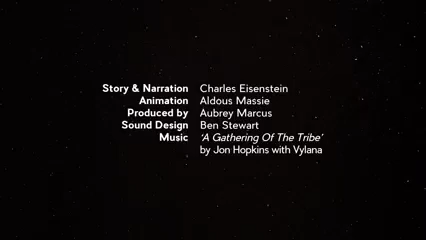 Story & Narration Charles Eisenstein
Animation Aldous Massie
Produced by Aubrey Marcus
Sound Design Ben Stewart
Music 'A Gathering Of The Tribe'
by Jon Hopkins with Vylana